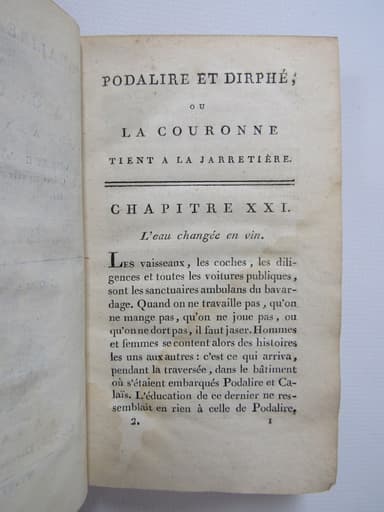 PODALIRE ET DIRPHÉ,
OU
LA COURONNE
TIENT A LA JARRETIÈRE.
CHAPITRE XXI.
L'eau changée en vin.
Les vaisseaux, les coches, les dili-
gences et toutes les voitures publiques,
sont les sanctuaires ambulans du bavar-
dage. Quand on ne travaille pas, qu'on
ne mange pas, qu'on ne joue pas, ou
qu'on ne dort pas, il faut jaser. Hommes
et femmes se content alors des histoires
les uns aux autres : c'est ce qui arriva,
pendant la traversée, dans le bâtiment
où s'étaient embarqués Podalire et Ca-
laïs. L'éducation de ce dernier ne res-
semblait en rien à celle de Podalire,
2. 1